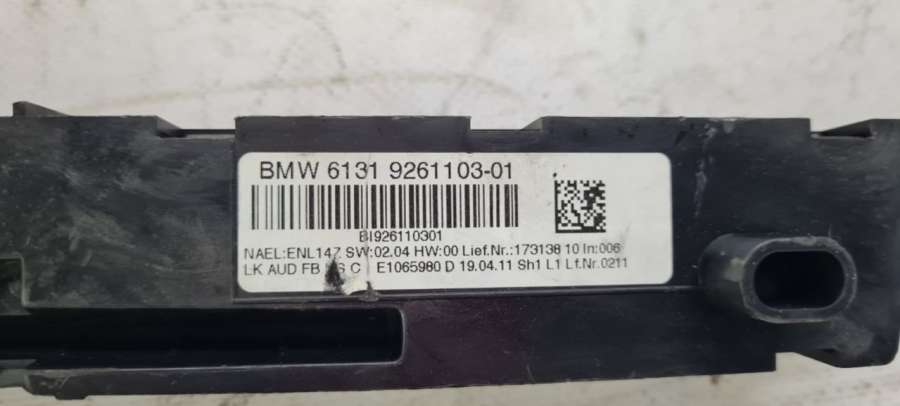 BMW 6131 9261103-01
BI926110301
NAEL:ENL147 SW:02.04 HW:00 Lief.Nr.:173138 10 In:006
LK AUD FB C E1065980 D 19.04.11 Sh1 L1 Lf.Nr.0211